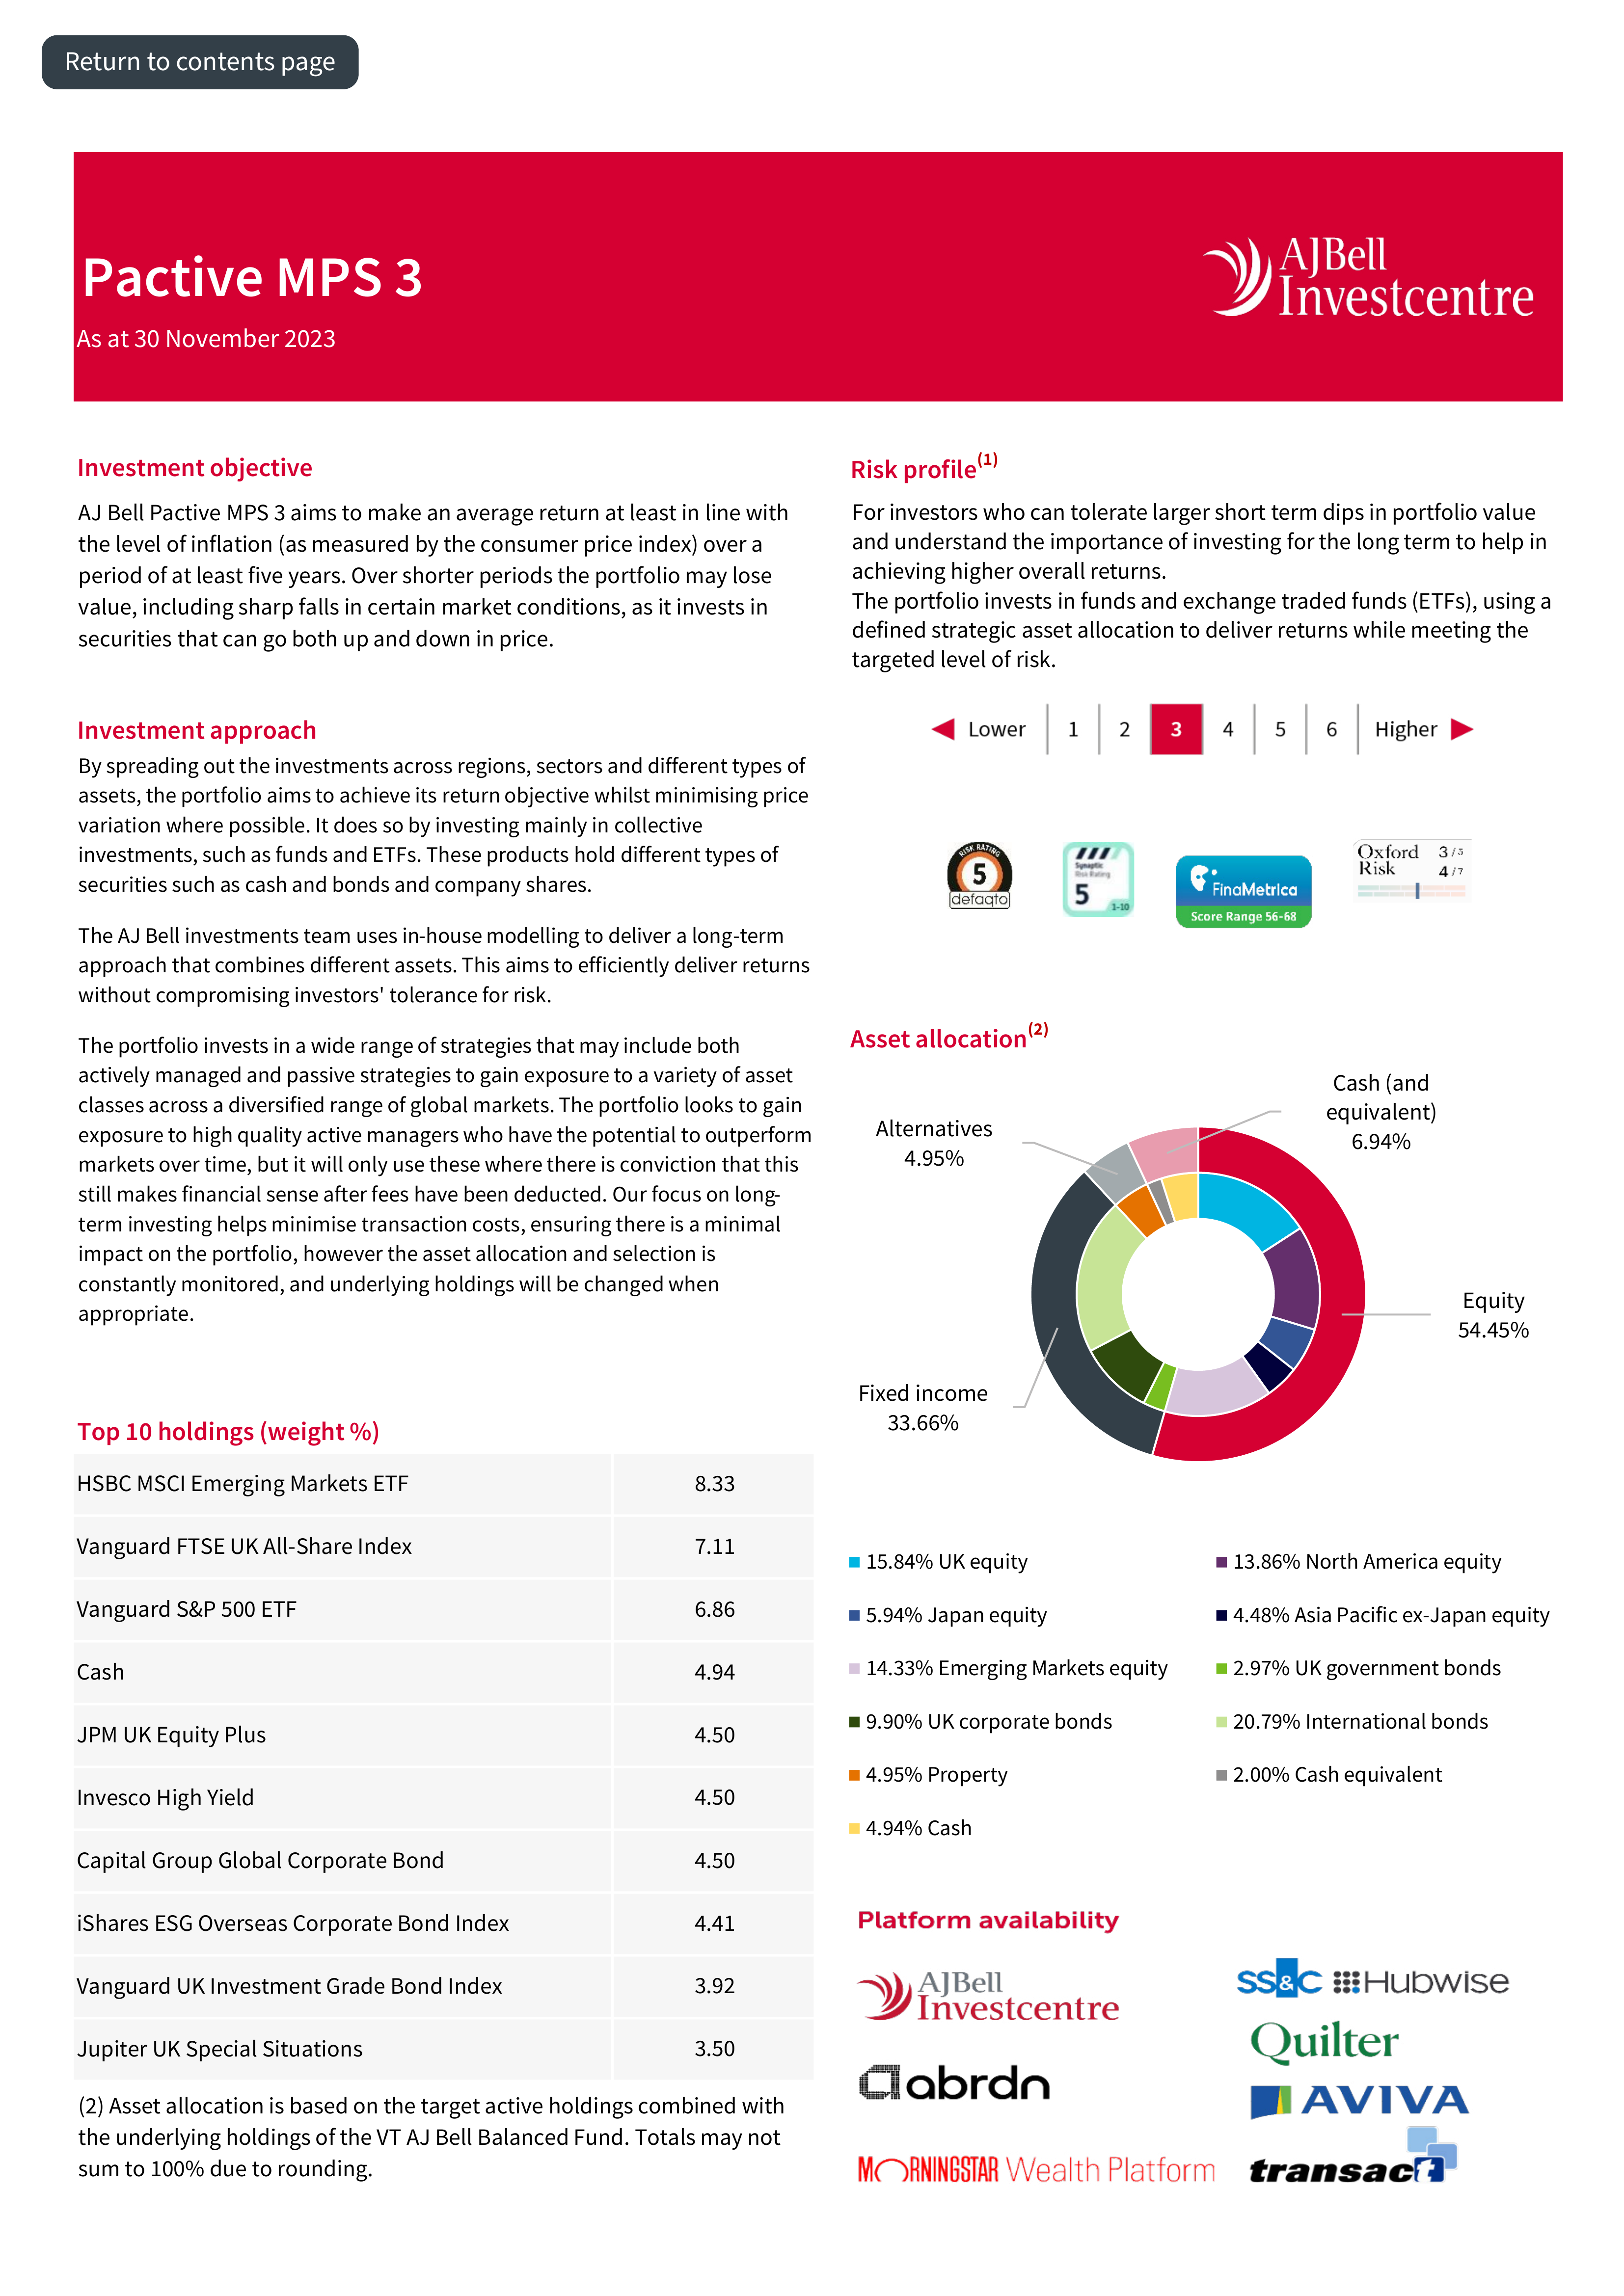 Return to contents page
Pactive MPS 3
As at 30 November 2023
AJBell
Investcentre
Investment objective
AJ Bell Pactive MPS 3 aims to make an average return at least in line with
the level of inflation (as measured by the consumer price index) over a
period of at least five years. Over shorter periods the portfolio may lose
value, including sharp falls in certain market conditions, as it invests in
securities that can go both up and down in price.
Investment approach
By spreading out the investments across regions, sectors and different types of
assets, the portfolio aims to achieve its return objective whilst minimising price
variation where possible. It does so by investing mainly in collective
investments, such as funds and ETFs. These products hold different types of
securities such as cash and bonds and company shares.
The AJ Bell investments team uses in-house modelling to deliver a long-term
approach that combines different assets. This aims to efficiently deliver returns
without compromising investors' tolerance for risk.
The portfolio invests in a wide range of strategies that may include both
actively managed and passive strategies to gain exposure to a variety of asset
classes across a diversified range of global markets. The portfolio looks to gain
exposure to high quality active managers who have the potential to outperform
markets over time, but it will only use these where there is conviction that this
still makes financial sense after fees have been deducted. Our focus on long-
term investing helps minimise transaction costs, ensuring there is a minimal
impact on the portfolio, however the asset allocation and selection is
constantly monitored, and underlying holdings will be changed when
appropriate.
Top 10 holdings (weight %)
HSBC MSCI Emerging Markets ETF 8.33
Vanguard FTSE UK All-Share Index 7.11
Vanguard S&P 500 ETF 6.86
Cash 4.94
JPM UK Equity Plus 4.50
Invesco High Yield 4.50
Capital Group Global Corporate Bond 4.50
iShares ESG Overseas Corporate Bond Index 4.41
Vanguard UK Investment Grade Bond Index 3.92
Jupiter UK Special Situations 3.50
(2) Asset allocation is based on the target active holdings combined with
the underlying holdings of the VT AJ Bell Balanced Fund. Totals may not
sum to 100% due to rounding.
Risk profile(1)
For investors who can tolerate larger short term dips in portfolio value
and understand the importance of investing for the long term to help in
achieving higher overall returns.
The portfolio invests in funds and exchange traded funds (ETFs), using a
defined strategic asset allocation to deliver returns while meeting the
targeted level of risk.
Lower 1 2 3 4 5 6 Higher
RISK RATING
5
defaqto
Synaptic
Risk Rating
5
1-10
FinaMetrica
Score Range 56-68
Oxford 3/5
Risk 4/7
Asset allocation(2)
Cash (and
equivalent)
6.94%
Alternatives
4.95%
Equity
54.45%
Fixed income
33.66%
15.84% UK equity
13.86% North America equity
5.94% Japan equity
4.48% Asia Pacific ex-Japan equity
14.33% Emerging Markets equity
2.97% UK government bonds
9.90% UK corporate bonds
20.79% International bonds
4.95% Property
2.00% Cash equivalent
4.94% Cash
Platform availability
AJBell
Investcentre
SS&C Hubwise
Quilter
abrdn
AVIVA
MORNINGSTAR Wealth Platform
transact